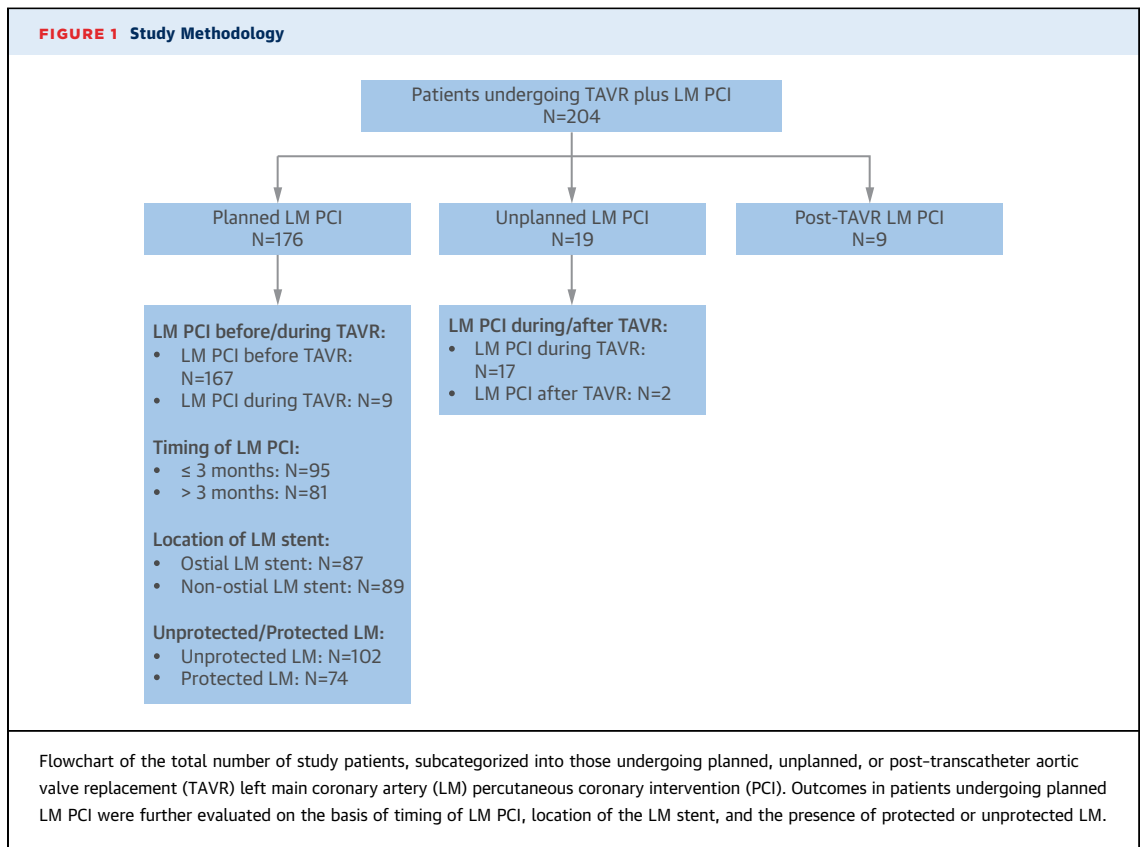 FIGURE 1 Study Methodology
Patients undergoing TAVR plus LM PCI
N=204
Planned LM PCI
N=176
Unplanned LM PCI
N=19
Post-TAVR LM PCI
N=9
LM PCI before/during TAVR:
• LM PCI before TAVR:
N=167
• LM PCI during TAVR: N=9
Timing of LM PCI:
• ≤ 3 months: N=95
• > 3 months: N=81
Location of LM stent:
• Ostial LM stent: N=87
• Non-ostial LM stent: N=89
Unprotected/Protected LM:
• Unprotected LM: N=102
• Protected LM: N=74
LM PCI during/after TAVR:
• LM PCI during TAVR:
N=17
• LM PCI after TAVR: N=2
Flowchart of the total number of study patients, subcategorized into those undergoing planned, unplanned, or post-transcatheter aortic
valve replacement (TAVR) left main coronary artery (LM) percutaneous coronary intervention (PCI). Outcomes in patients undergoing planned
LM PCI were further evaluated on the basis of timing of LM PCI, location of the LM stent, and the presence of protected or unprotected LM.